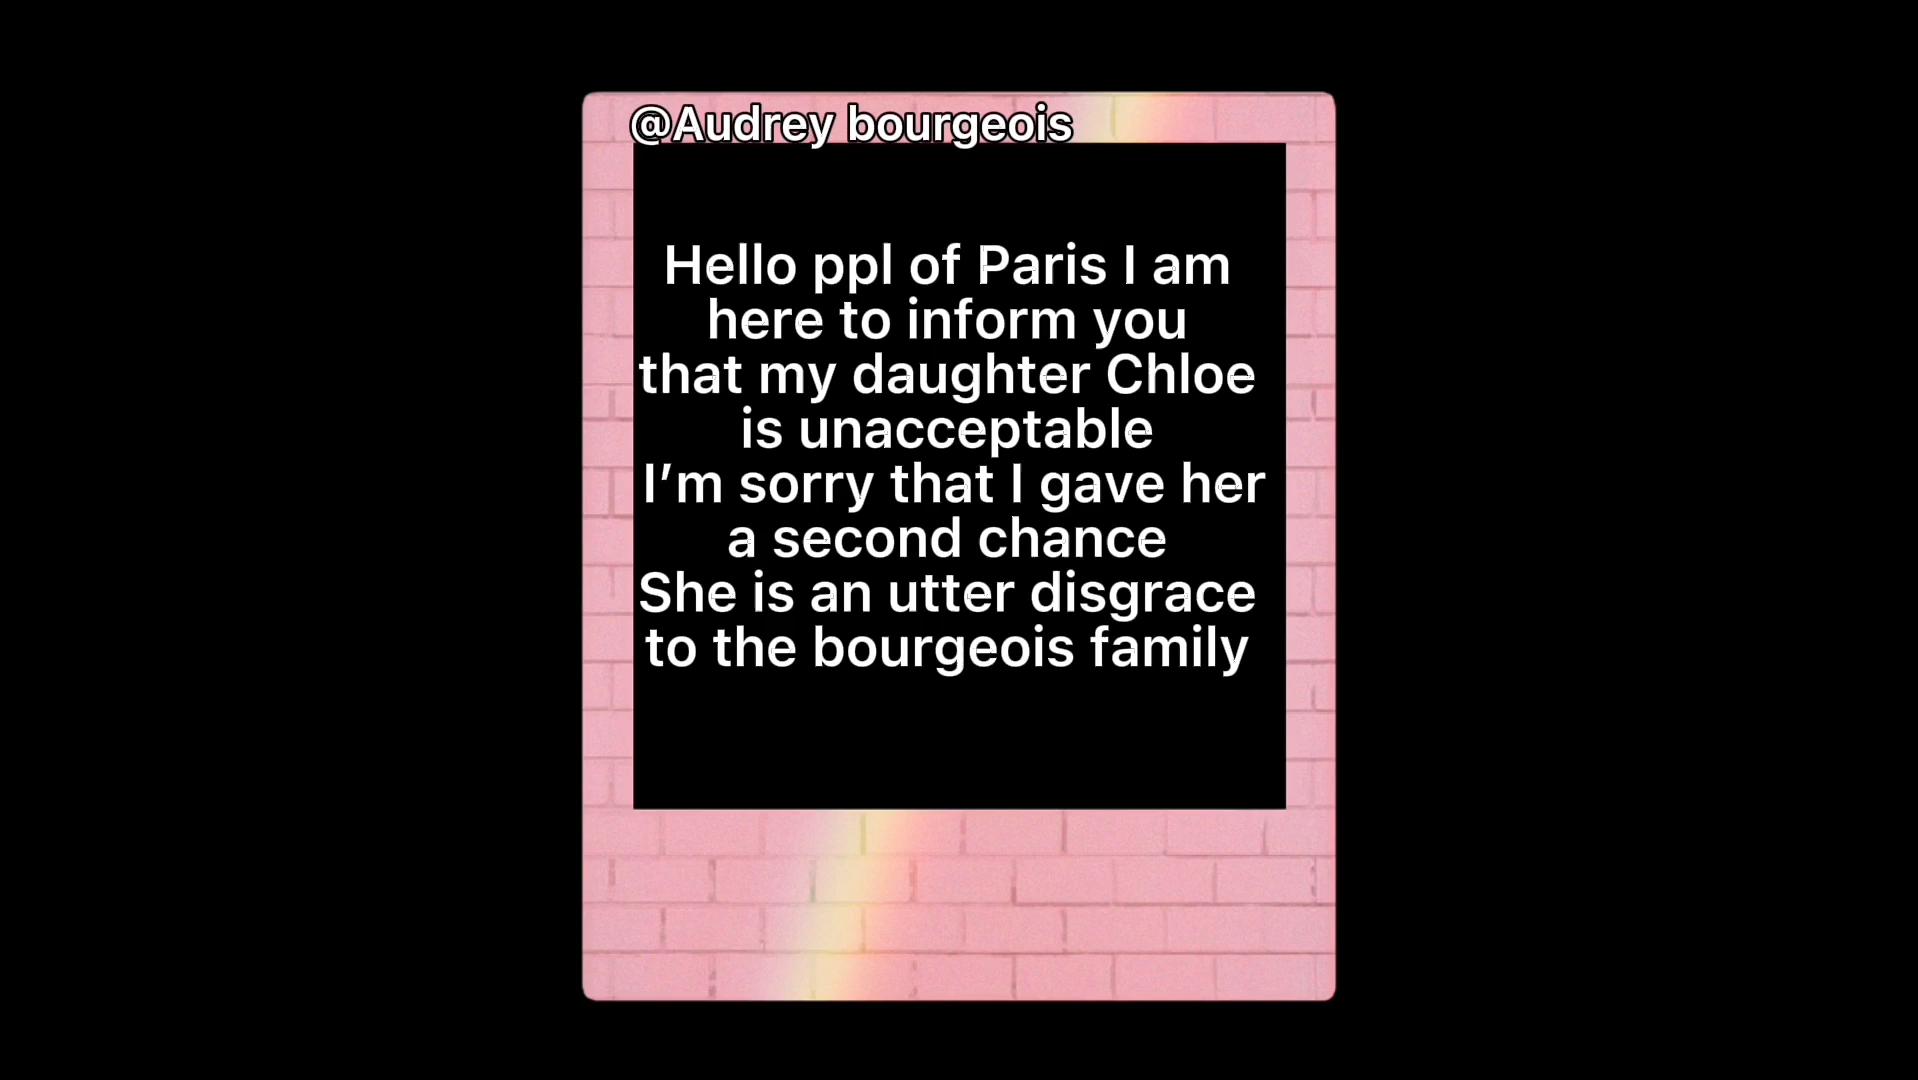 @Audrey bourgeois
Hello ppl of Paris I am
here to inform you
that my daughter Chloe
is unacceptable
I’m sorry that I gave her
a second chance
She is an utter disgrace
to the bourgeois family